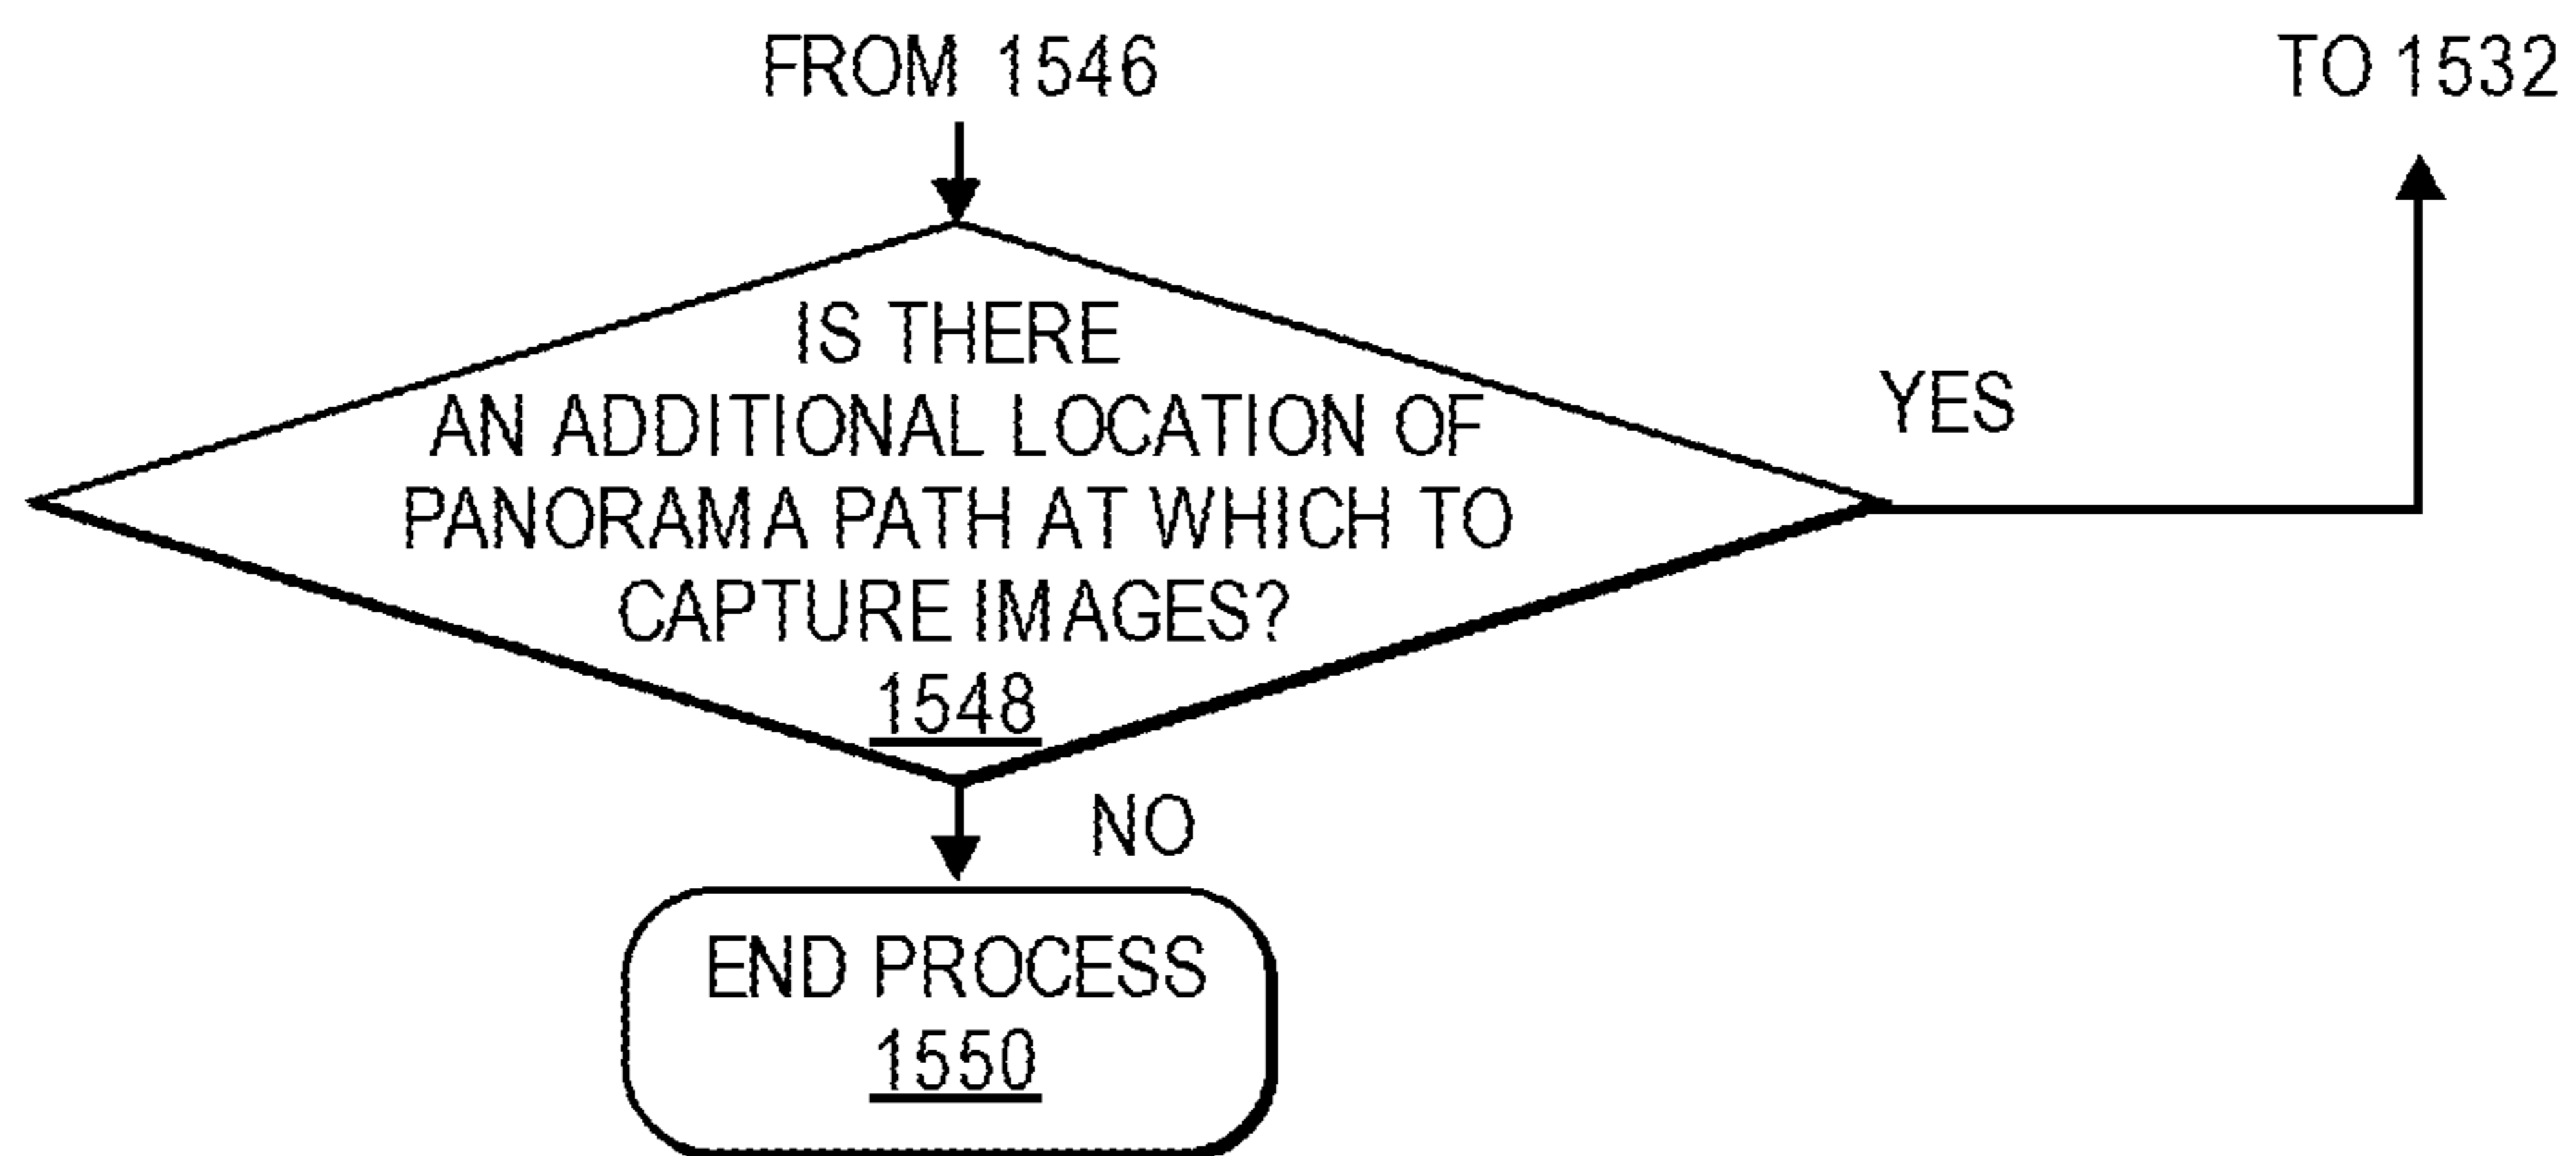 FROM 1546
TO 1532
IS THERE
AN ADDITIONAL LOCATION OF
PANORAMA PATH AT WHICH TO
CAPTURE IMAGES?
1548
YES
NO
END PROCESS
1550